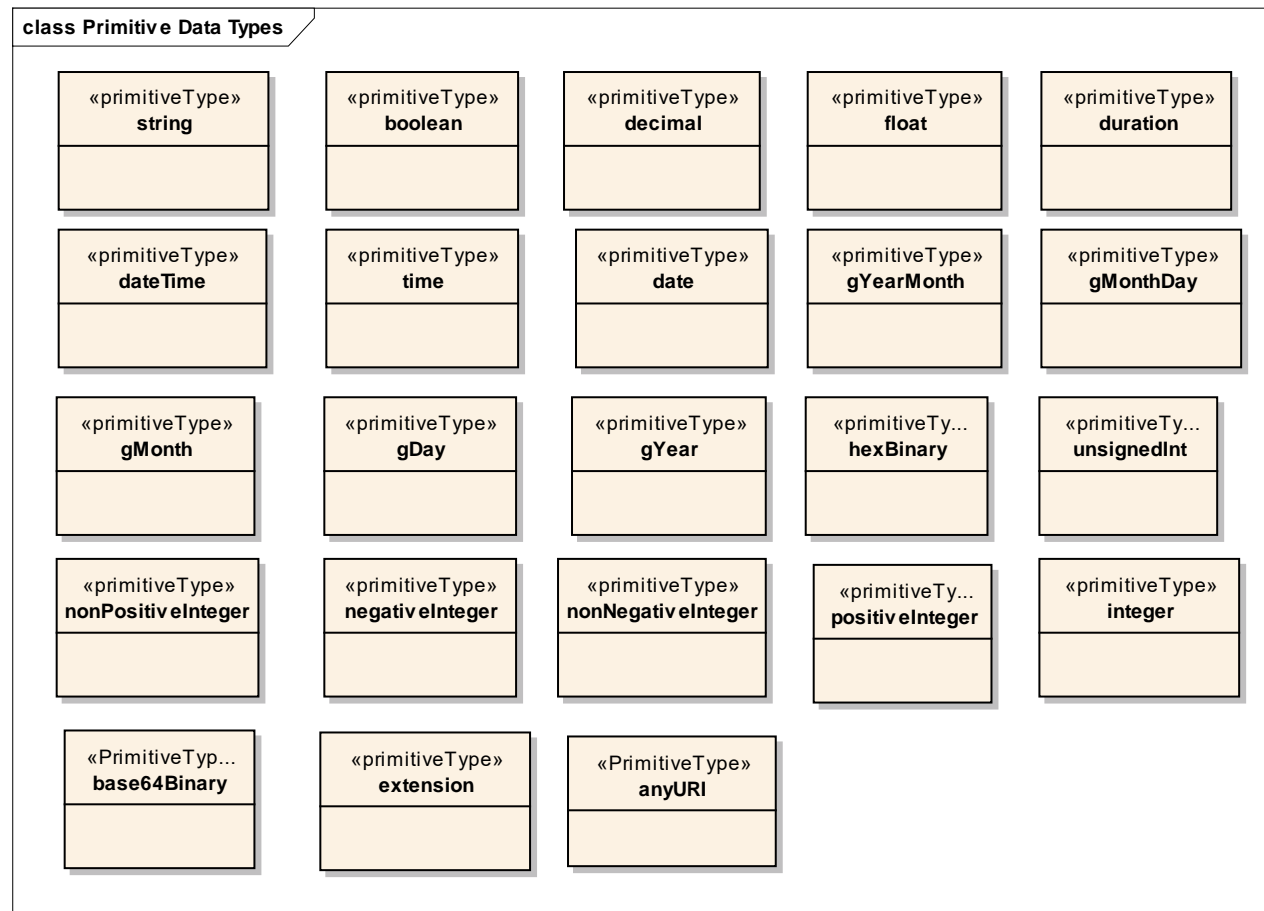 class Primitive Data Types
«primitiveType»
string
«primitiveType»
boolean
«primitiveType»
decimal
«primitiveType»
float
«primitiveType»
duration
«primitiveType»
dateTime
«primitiveType»
time
«primitiveType»
date
«primitiveType»
gYearMonth
«primitiveType»
gMonthDay
«primitiveType»
gMonth
«primitiveType»
gDay
«primitiveType»
gYear
«primitiveTy...
hexBinary
«primitiveTy...
unsignedInt
«primitiveType»
nonPositiveInteger
«primitiveType»
negativeInteger
«primitiveType»
nonNegativeInteger
«primitiveTy...
positiveInteger
«primitiveType»
integer
«PrimitiveTyp...
base64Binary
«primitiveType»
extension
«PrimitiveType»
anyURI